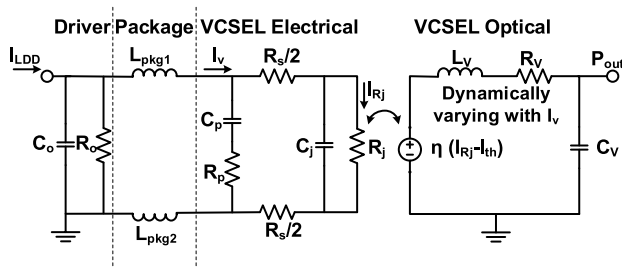 Driver
Package
VCSEL Electrical
VCSEL Optical
I_LDD
L_pkg1
I_v
R_s/2
L_V
R_V
P_out
I_Rj
Dynamically
varying with I_v
C_o
R_o
C_p
R_p
C_j
R_j
η (I_Rj-I_th)
C_V
L_pkg2
R_s/2